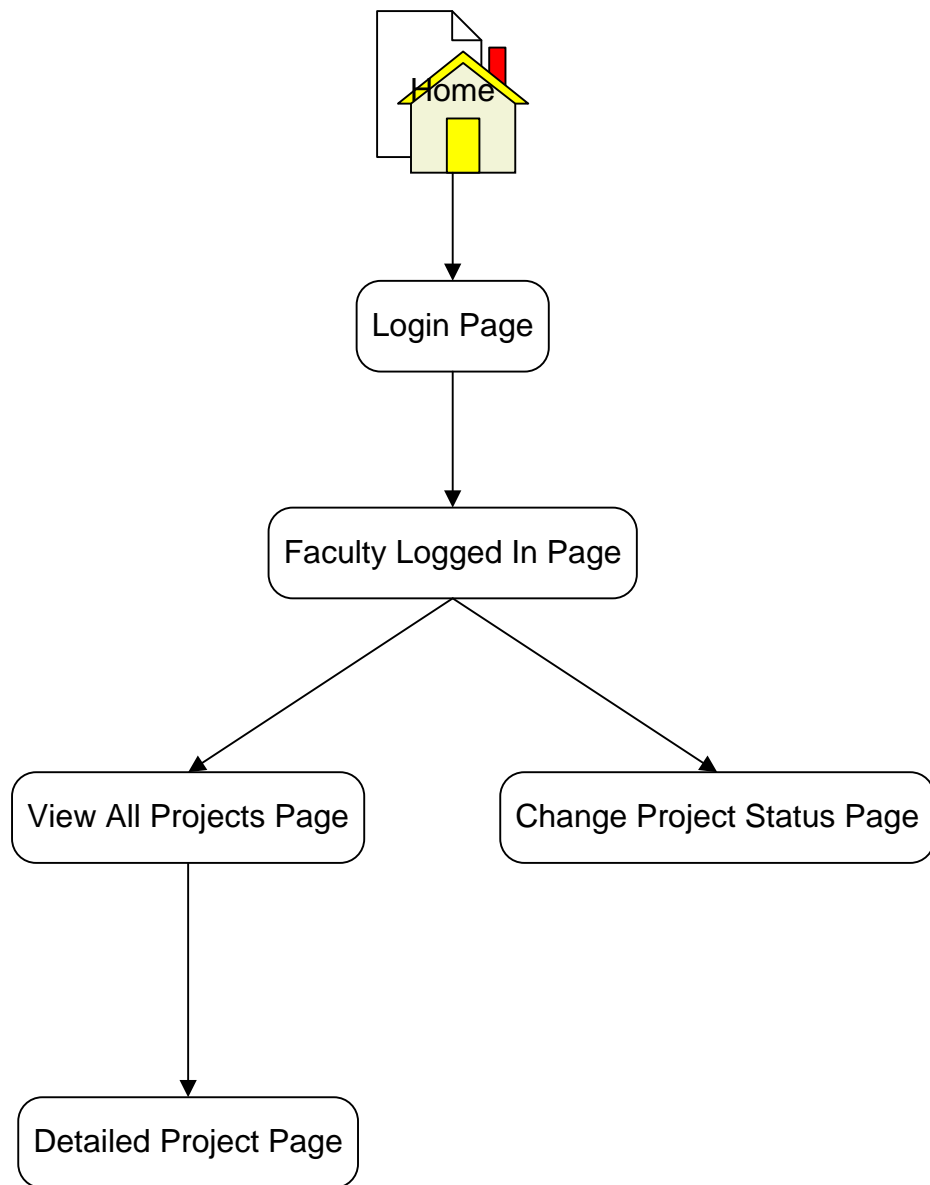 Home
Login Page
Faculty Logged In Page
View All Projects Page
Change Project Status Page
Detailed Project Page